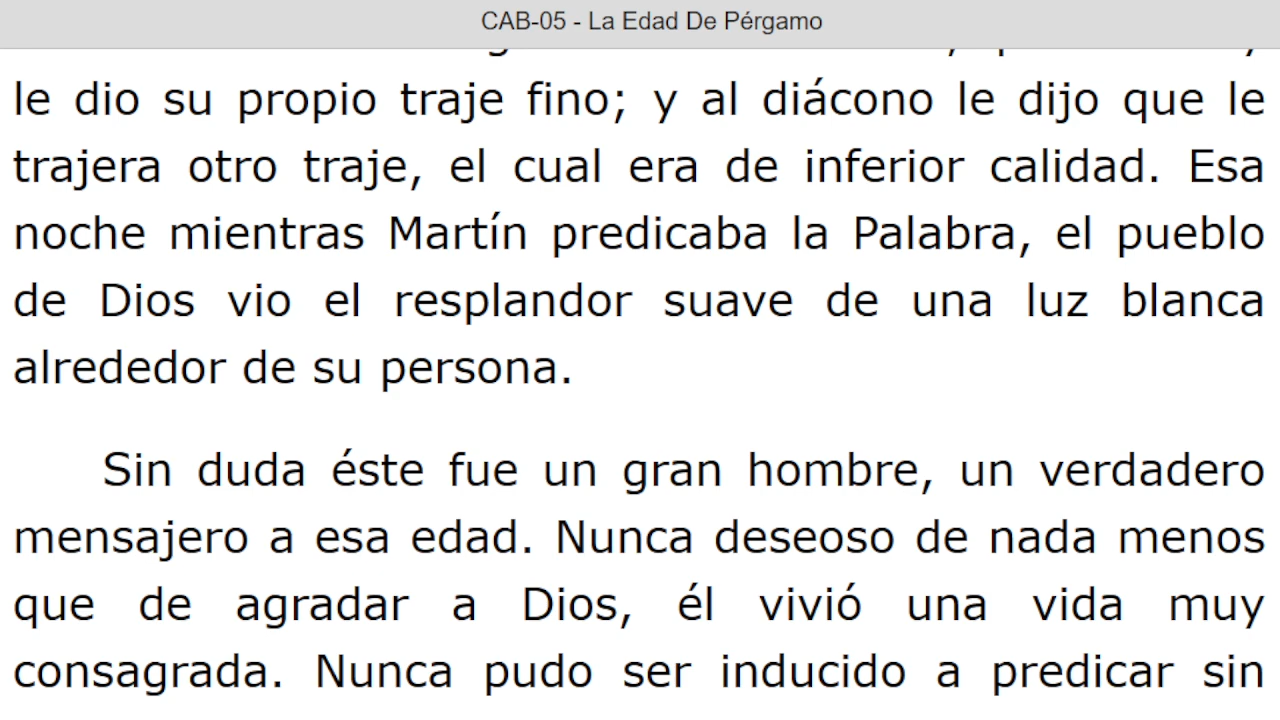 CAB-05 - La Edad De Pérgamo
le dio su propio traje fino; y al diácono le dijo que le
trajera otro traje, el cual era de inferior calidad. Esa
noche mientras Martín predicaba la Palabra, el pueblo
de Dios vio el resplandor suave de una luz blanca
alrededor de su persona.
Sin duda éste fue un gran hombre, un verdadero
mensajero a esa edad. Nunca deseoso de nada menos
que de agradar a Dios, él vivió una vida muy
consagrada. Nunca pudo ser inducido a predicar sin